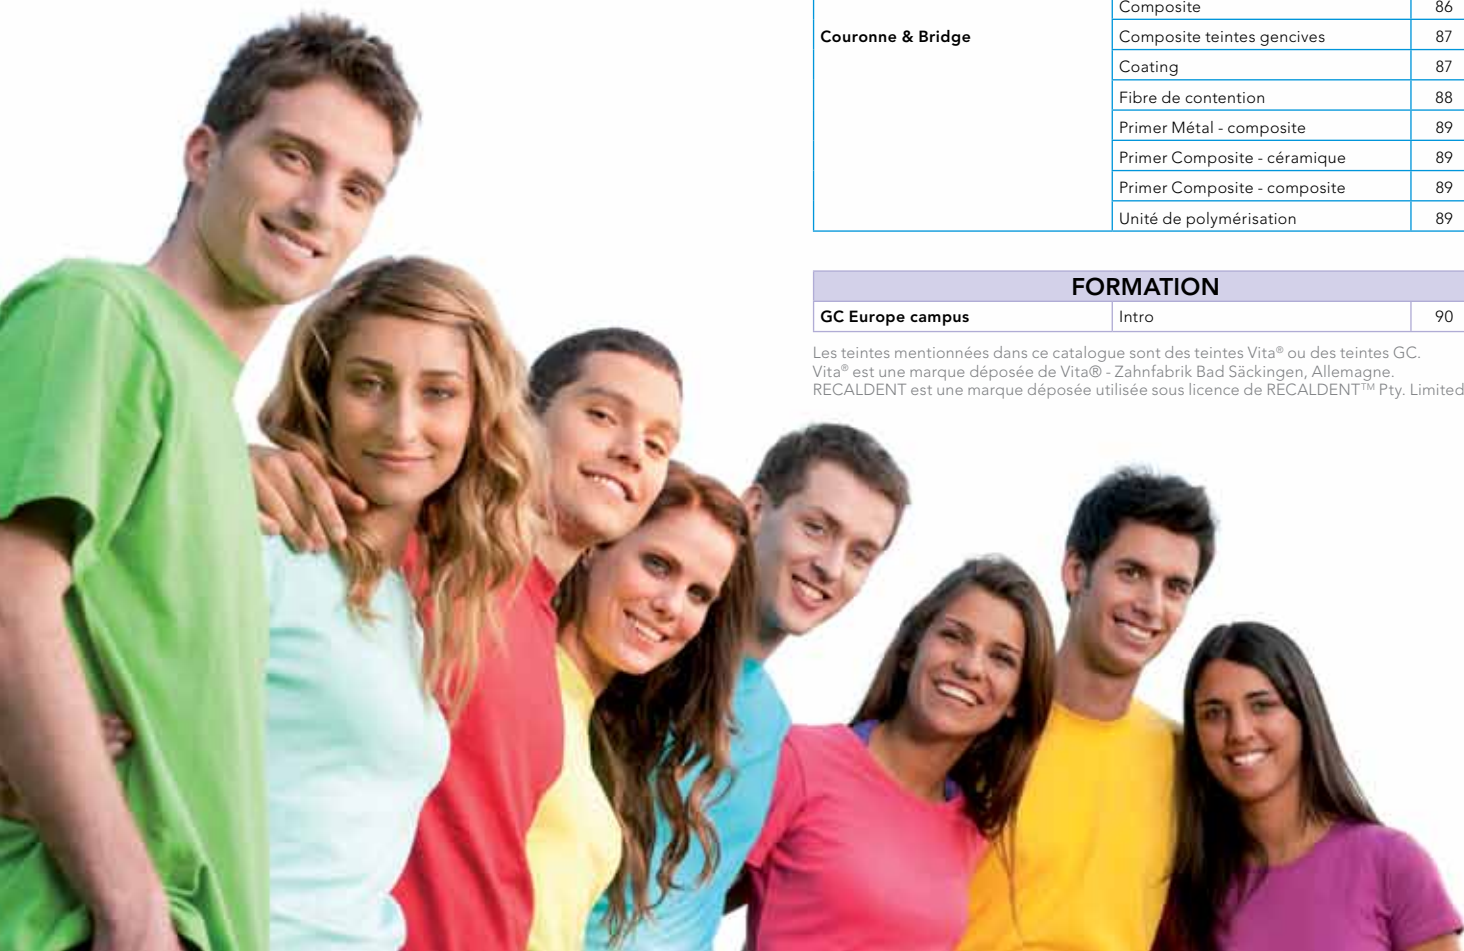 Composite 86
Couronne & Bridge Composite teintes gencives 87
Coating 87
Fibre de contention 88
Primer Métal - composite 89
Primer Composite - céramique 89
Primer Composite - composite 89
Unité de polymérisation 89
FORMATION
GC Europe campus Intro 90
Les teintes mentionnées dans ce catalogue sont des teintes Vita® ou des teintes GC.
Vita® est une marque déposée de Vita® - Zahnfabrik Bad Säckingen, Allemagne.
RECALDENT est une marque déposée utilisée sous licence de RECALDENT™ Pty. Limited